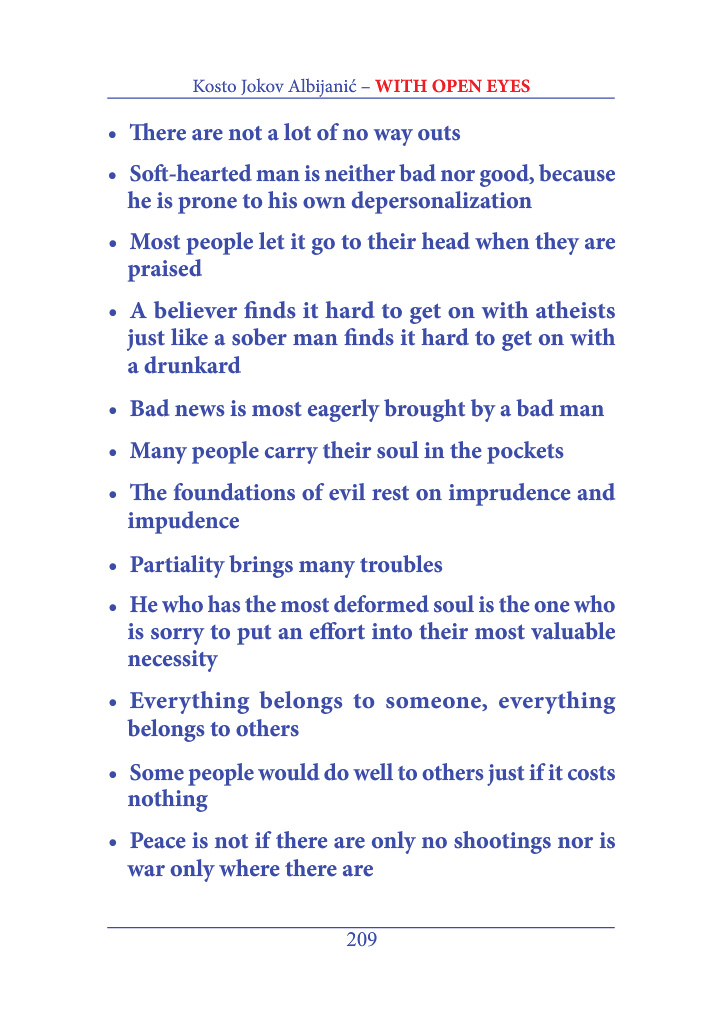 Kosto Jokov Albijanić – WITH OPEN EYES
• There are not a lot of no way outs
• Soft-hearted man is neither bad nor good, because
he is prone to his own depersonalization
• Most people let it go to their head when they are
praised
• A believer finds it hard to get on with atheists
just like a sober man finds it hard to get on with
a drunkard
• Bad news is most eagerly brought by a bad man
• Many people carry their soul in the pockets
• The foundations of evil rest on imprudence and
impudence
• Partiality brings many troubles
• He who has the most deformed soul is the one who
is sorry to put an effort into their most valuable
necessity
• Everything belongs to someone, everything
belongs to others
• Some people would do well to others just if it costs
nothing
• Peace is not if there are only no shootings nor is
war only where there are
209